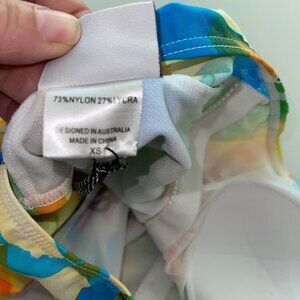 73%NYLON 27%LYCRA
DESIGNED IN AUSTRALIA
MADE IN CHINA
XS